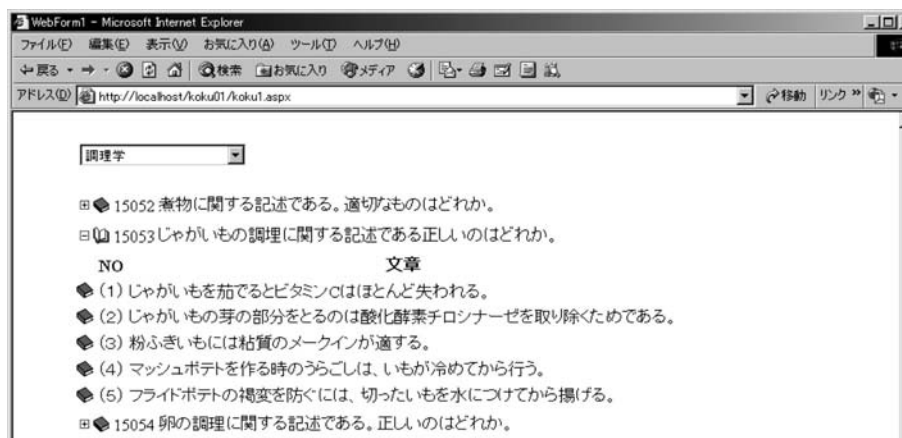 WebForm1 - Microsoft Internet Explorer
ファイル(F) 編集(E) 表示(V) お気に入り(A) ツール(T) ヘルプ(H)
戻る 検索 お気に入り メディア
アドレス(D) http://localhost/koku01/koku1.aspx 移動 リンク »
調理学
15052 煮物に関する記述である。適切なものはどれか。
15053じゃがいもの調理に関する記述である正しいのはどれか。
NO 文章
(1) じゃがいもを茹でるとビタミンCはほとんど失われる。
(2) じゃがいもの芽の部分をとるのは酸化酵素チロシナーゼを取り除くためである。
(3) 粉ふきいもには粘質のメークインが適する。
(4) マッシュポテトを作る時のうらごしは、いもが冷めてから行う。
(5) フライドポテトの褐変を防ぐには、切ったいもを水につけてから揚げる。
15054 卵の調理に関する記述である。正しいのはどれか。